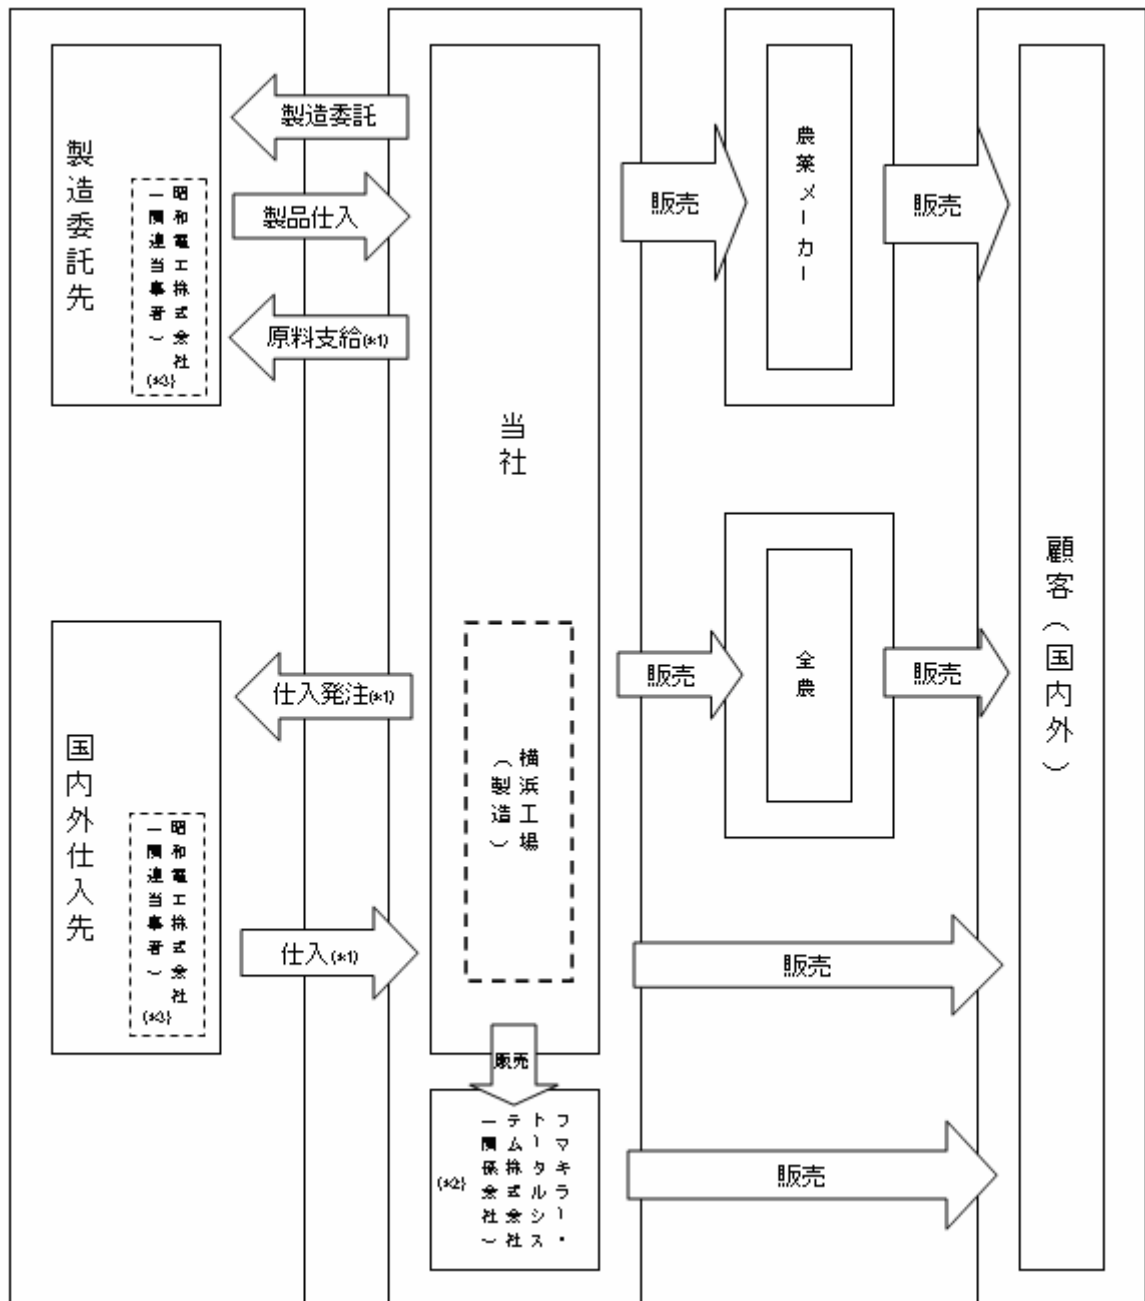 製造委託先
昭和電工株式会社
(関連当事者)
(*3)
製造委託
製品仕入
原料支給(*1)
当社
販売
農薬メーカー
販売
国内外仕入先
昭和電工株式会社
(関連当事者)
(*3)
仕入発注(*1)
仕入(*1)
横浜工場
(製造)
販売
全農
販売
顧客(国内外)
販売
販売
フマキラー・
トータルシス
テム株式会社
(関係会社)
(*2)
販売